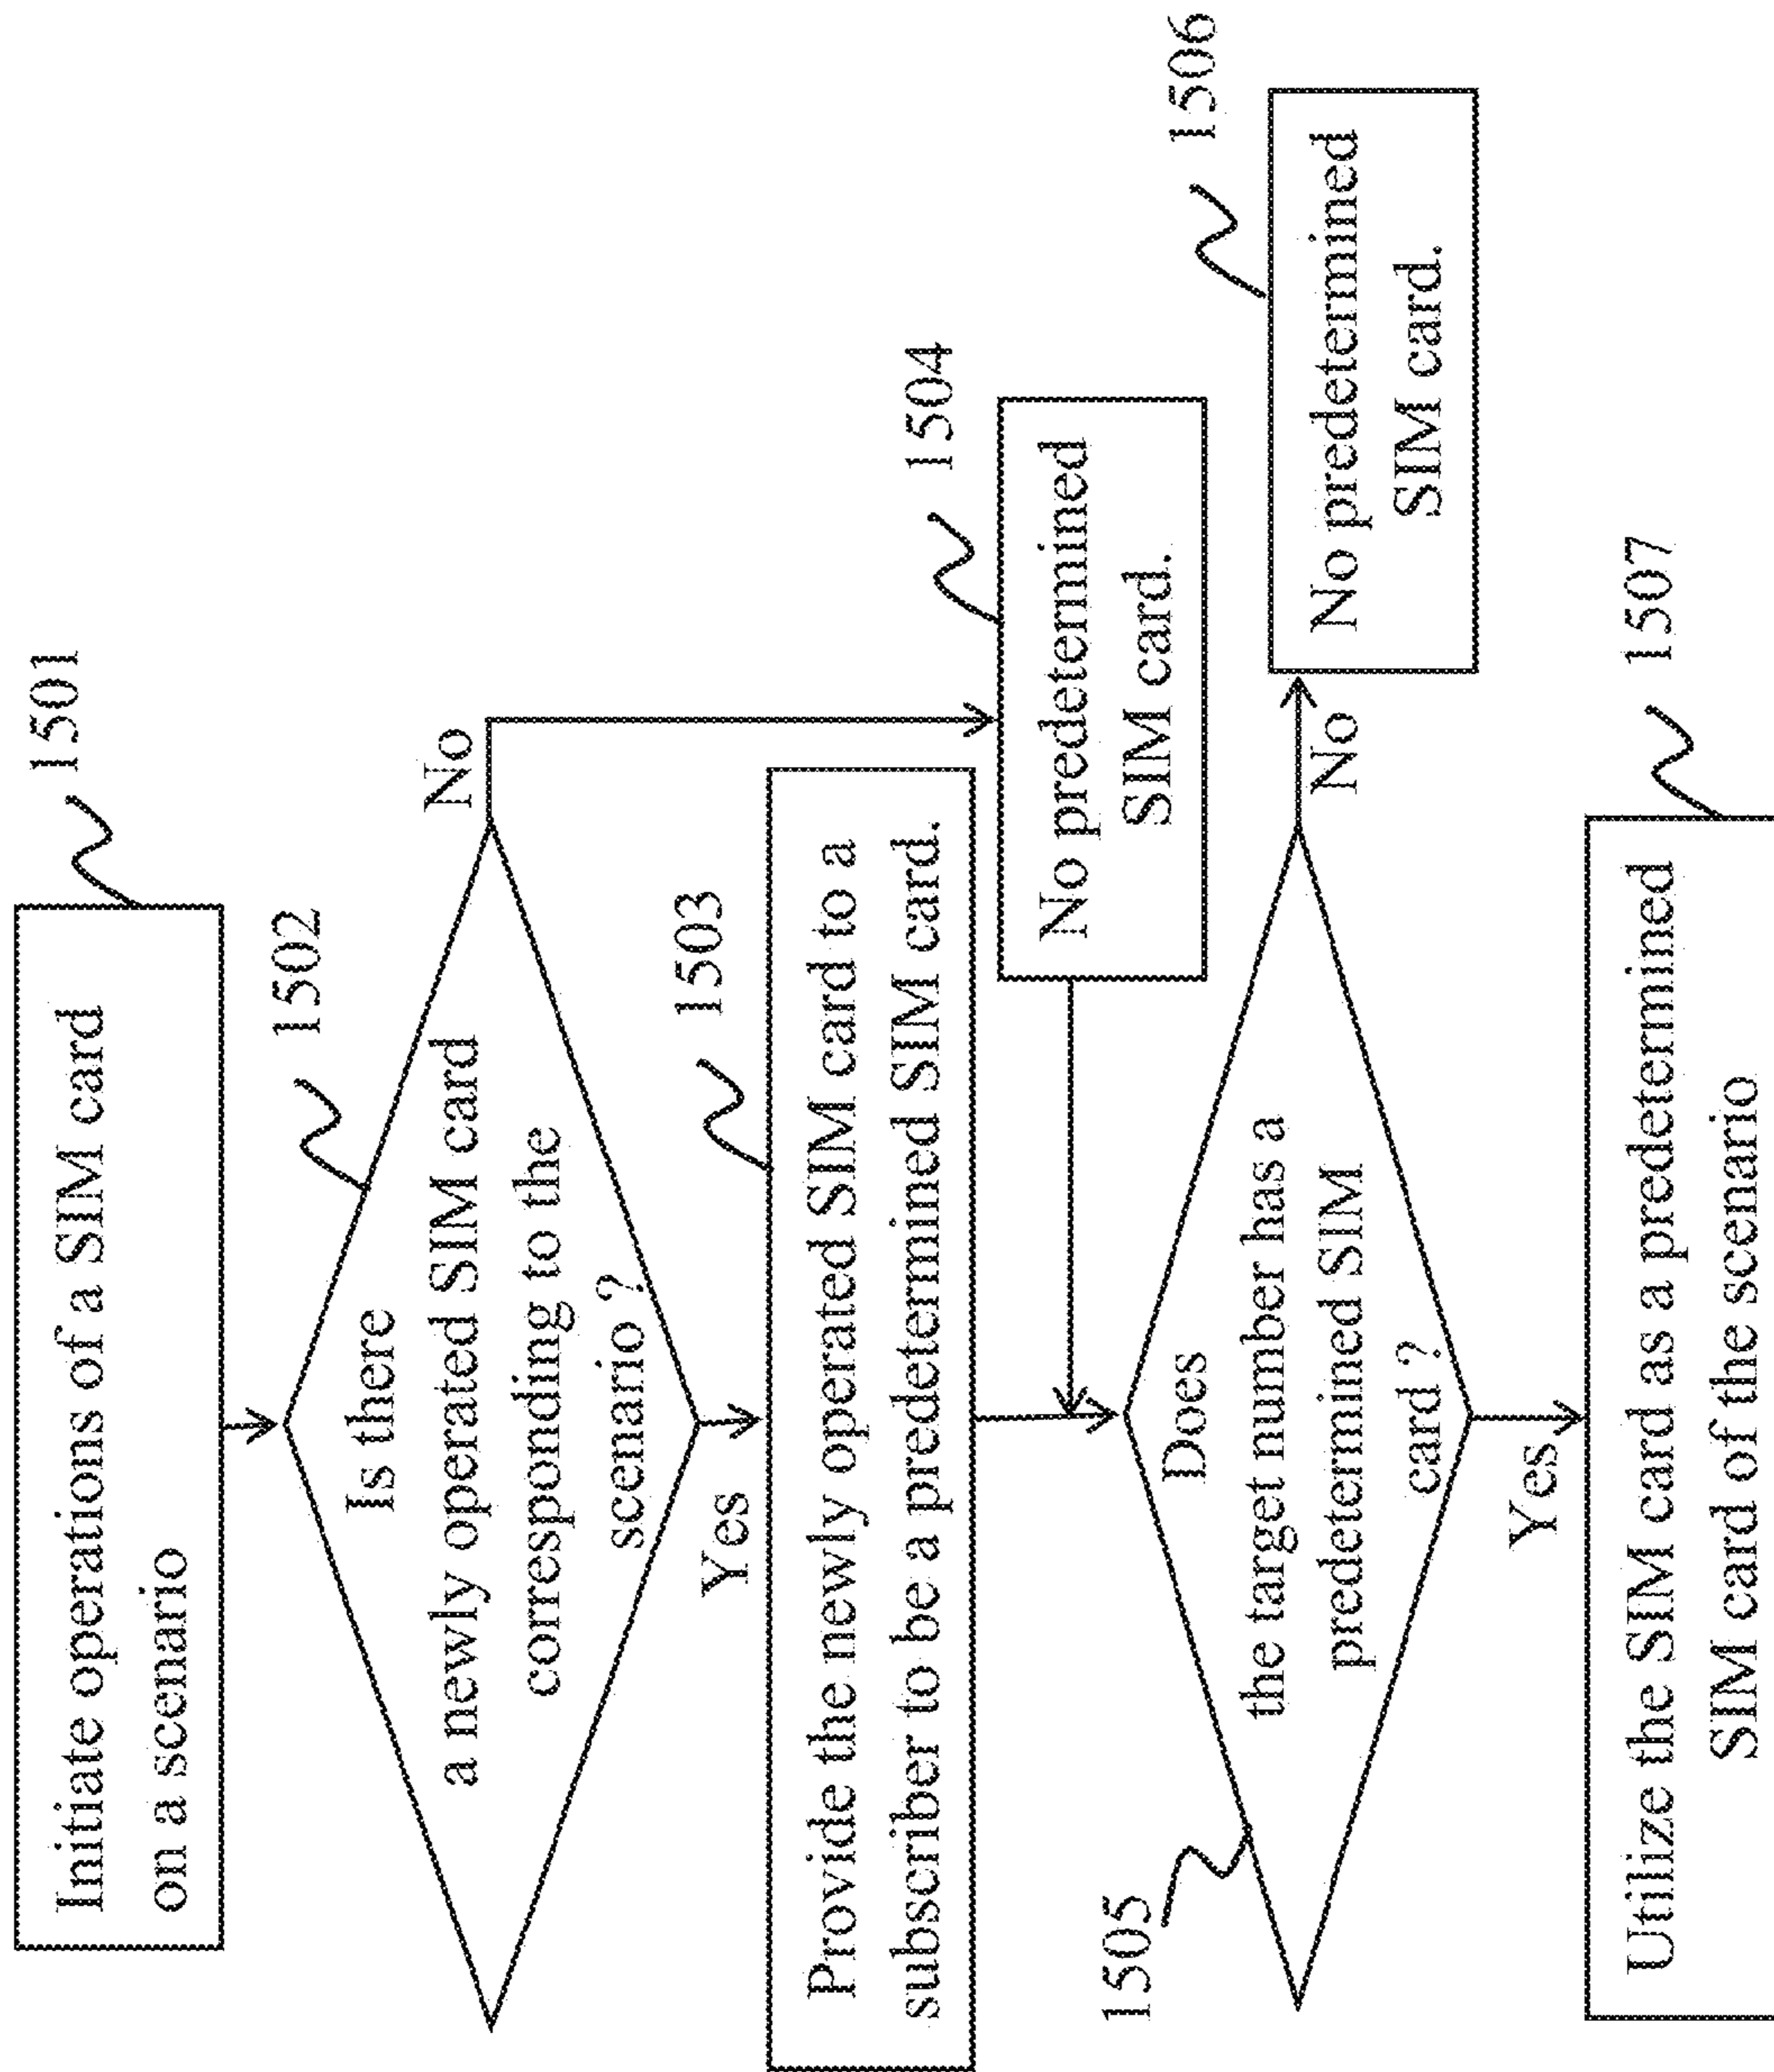 1501
Initiate operations of a SIM card
on a scenario
1502
Is there
a newly operated SIM card
corresponding to the
scenario ?
No
Yes
1503
Provide the newly operated SIM card to a
subscriber to be a predetermined SIM card.
1504
No predetermined
SIM card.
1505
Does
the target number has a
predetermined SIM
card ?
No
1506
No predetermined
SIM card.
Yes
1507
Utilize the SIM card as a predetermined
SIM card of the scenario